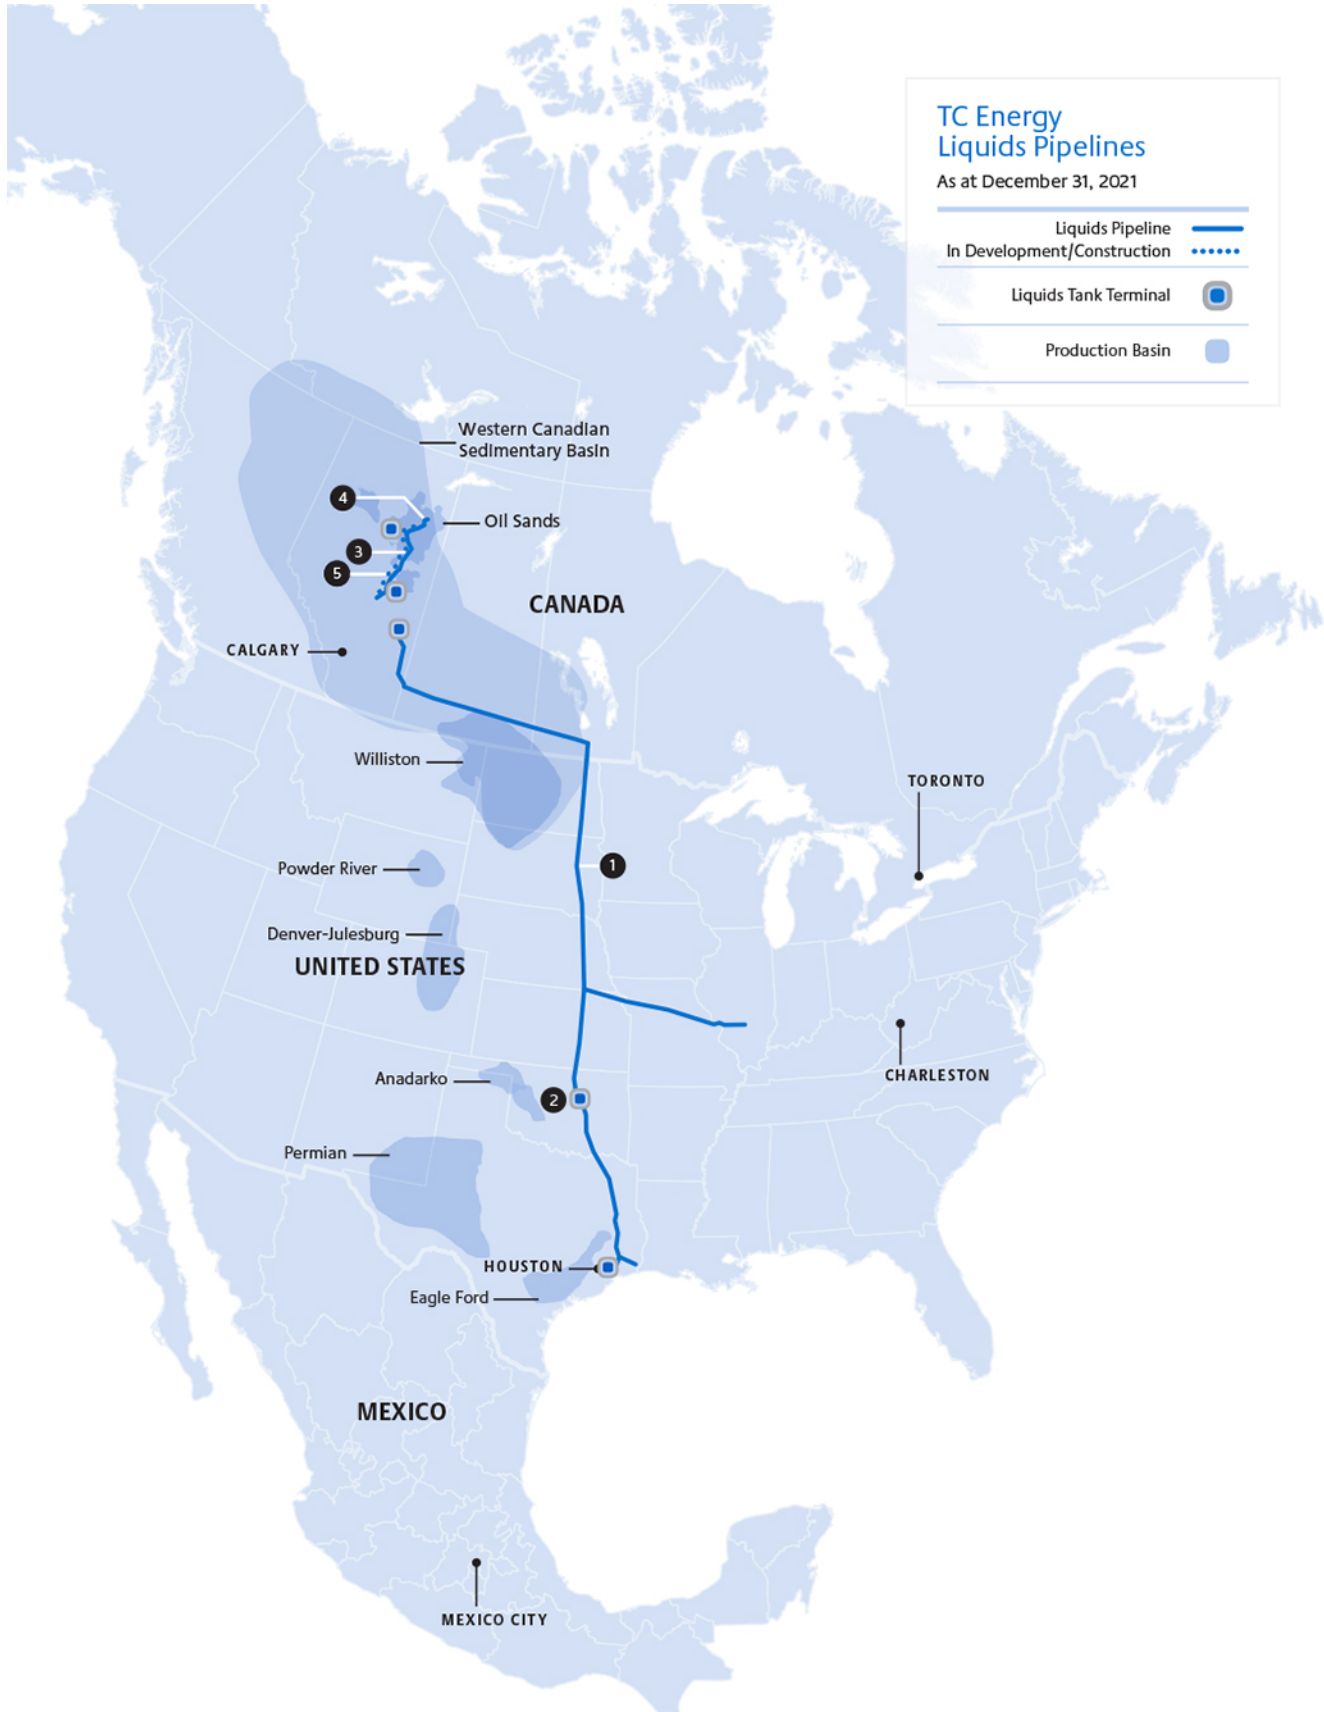 TC Energy
Liquids Pipelines
As at December 31, 2021
Liquids Pipeline
In Development/Construction
Liquids Tank Terminal
Production Basin
Western Canadian
Sedimentary Basin
4
Oil Sands
3
5
CANADA
CALGARY
Williston
TORONTO
1
Powder River
Denver-Julesburg
UNITED STATES
CHARLESTON
Anadarko
2
Permian
HOUSTON
Eagle Ford
MEXICO
MEXICO CITY